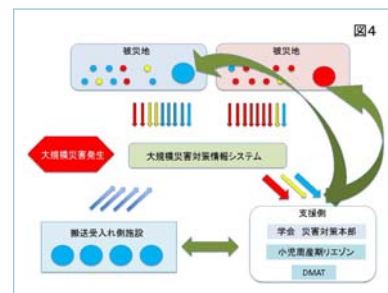 図4
被災地
被災地
大規模災害発生
大規模災害対策情報システム
搬送受入れ側施設
支援側
学会 災害対策本部
小児周産期リエゾン
DMAT